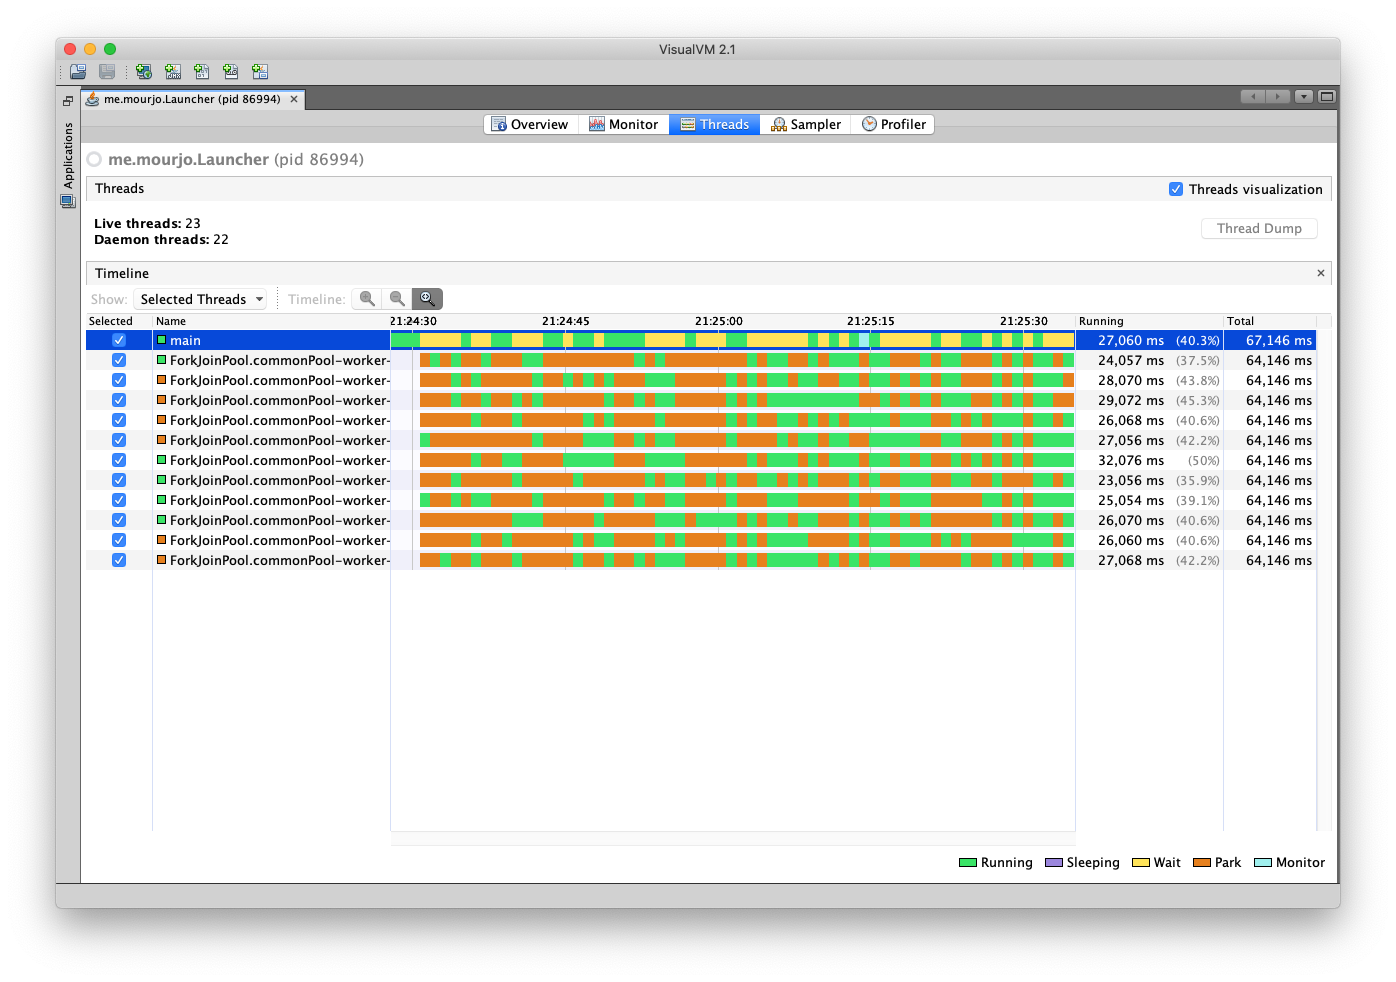 VisualVM 2.1
me.mourjo.Launcher (pid 86994)
Applications
Overview Monitor Threads Sampler Profiler
me.mourjo.Launcher (pid 86994)
Threads Threads visualization
Live threads: 23
Daemon threads: 22
Thread Dump
Timeline
Show: Selected Threads Timeline:
Selected Name 21:24:30 21:24:45 21:25:00 21:25:15 21:25:30 Running Total
main 27,060 ms (40.3%) 67,146 ms
ForkJoinPool.commonPool-worker- 24,057 ms (37.5%) 64,146 ms
ForkJoinPool.commonPool-worker- 28,070 ms (43.8%) 64,146 ms
ForkJoinPool.commonPool-worker- 29,072 ms (45.3%) 64,146 ms
ForkJoinPool.commonPool-worker- 26,068 ms (40.6%) 64,146 ms
ForkJoinPool.commonPool-worker- 27,056 ms (42.2%) 64,146 ms
ForkJoinPool.commonPool-worker- 32,076 ms (50%) 64,146 ms
ForkJoinPool.commonPool-worker- 23,056 ms (35.9%) 64,146 ms
ForkJoinPool.commonPool-worker- 25,054 ms (39.1%) 64,146 ms
ForkJoinPool.commonPool-worker- 26,070 ms (40.6%) 64,146 ms
ForkJoinPool.commonPool-worker- 26,060 ms (40.6%) 64,146 ms
ForkJoinPool.commonPool-worker- 27,068 ms (42.2%) 64,146 ms
Running Sleeping Wait Park Monitor